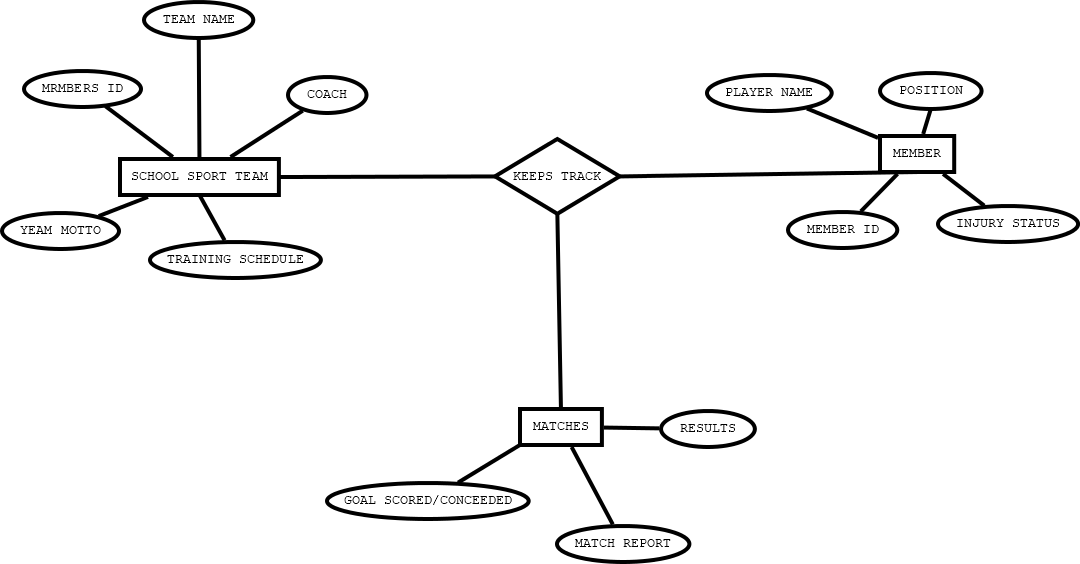 TEAM NAME
MRMBERS ID
COACH
PLAYER NAME
POSITION
MEMBER
SCHOOL SPORT TEAM
KEEPS TRACK
YEAM MOTTO
MEMBER ID
INJURY STATUS
TRAINING SCHEDULE
MATCHES
RESULTS
GOAL SCORED/CONCEEDED
MATCH REPORT